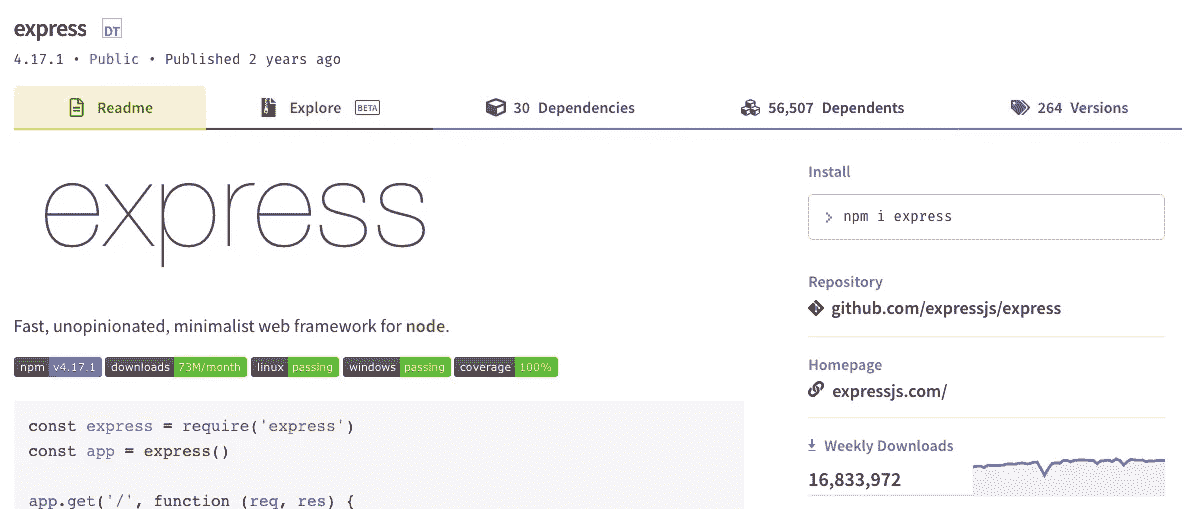 express DT
4.17.1 • Public • Published 2 years ago
Readme
Explore BETA
30 Dependencies
56,507 Dependents
264 Versions
express
Fast, unopinionated, minimalist web framework for node.
npm v4.17.1 downloads 73M/month linux passing windows passing coverage 100%
const express = require('express')
const app = express()
app.get('/', function (req, res) {
Install
> npm i express
Repository
github.com/expressjs/express
Homepage
expressjs.com/
Weekly Downloads
16,833,972